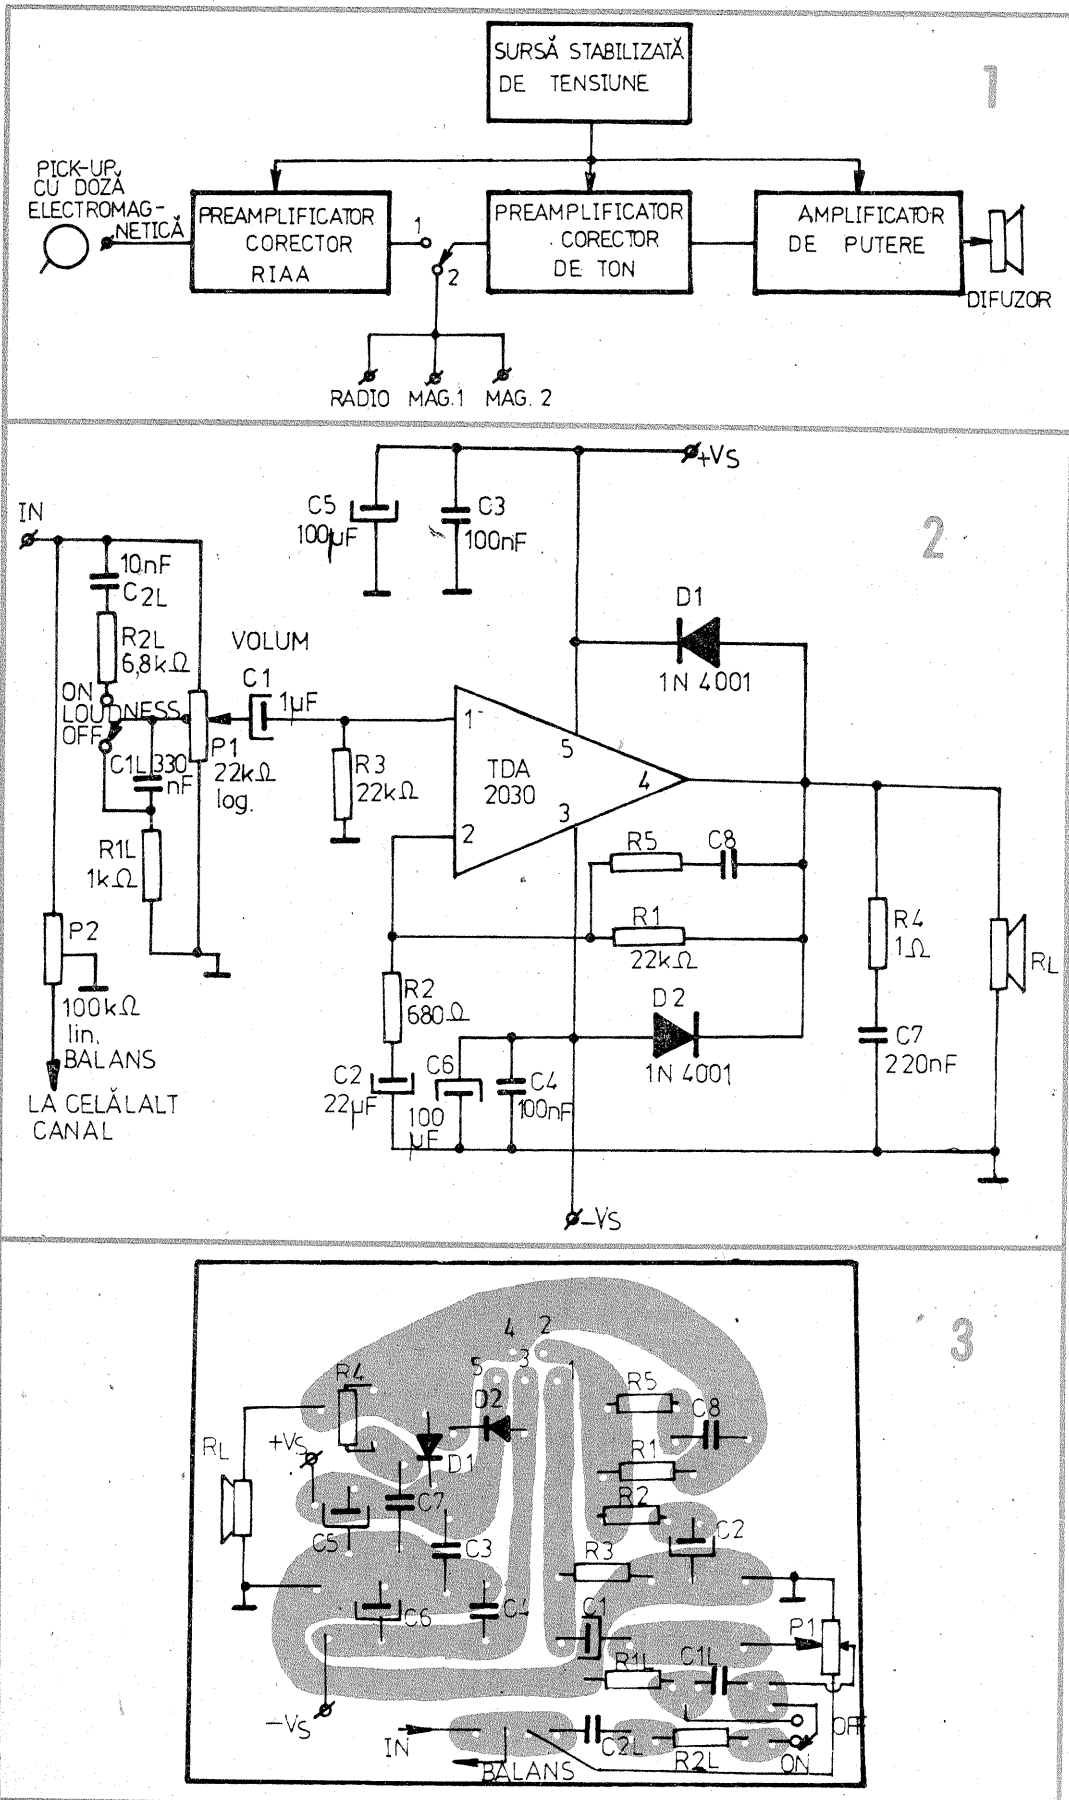 1
SURSĂ STABILIZATĂ
DE TENSIUNE
PICK-UP
CU DOZĂ
ELECTROMAG-
NETICĂ
PREAMPLIFICATOR
CORECTOR
RIAA
1
2
PREAMPLIFICATOR
CORECTOR
DE TON
AMPLIFICATOR
DE PUTERE
DIFUZOR
RADIO MAG.1 MAG. 2
2
+VS
IN
C5
100µF
C3
100nF
10nF
C2L
R2L
6,8kΩ
ON
LOUDNESS
OFF
C1L 330
nF
P1
22kΩ
log.
R1L
1kΩ
VOLUM
C1
1µF
R3
22kΩ
1
2
TDA
2030
5
4
3
D1
1N 4001
R5
C8
R1
22kΩ
R2
680Ω
D2
1N 4001
R4
1Ω
RL
C7
220nF
P2
100kΩ
lin.
BALANS
LA CELĂLALT
CANAL
C2
22µF
C6
100
µF
C4
100nF
-VS
3
4
2
5
3
1
R4
D2
R5
C8
RL
+VS
D1
R1
C7
R2
C5
C3
C2
R3
C6
C4
C1
P1
R1L
C1L
-VS
IN
C2L
R2L
OFF
ON
BALANS